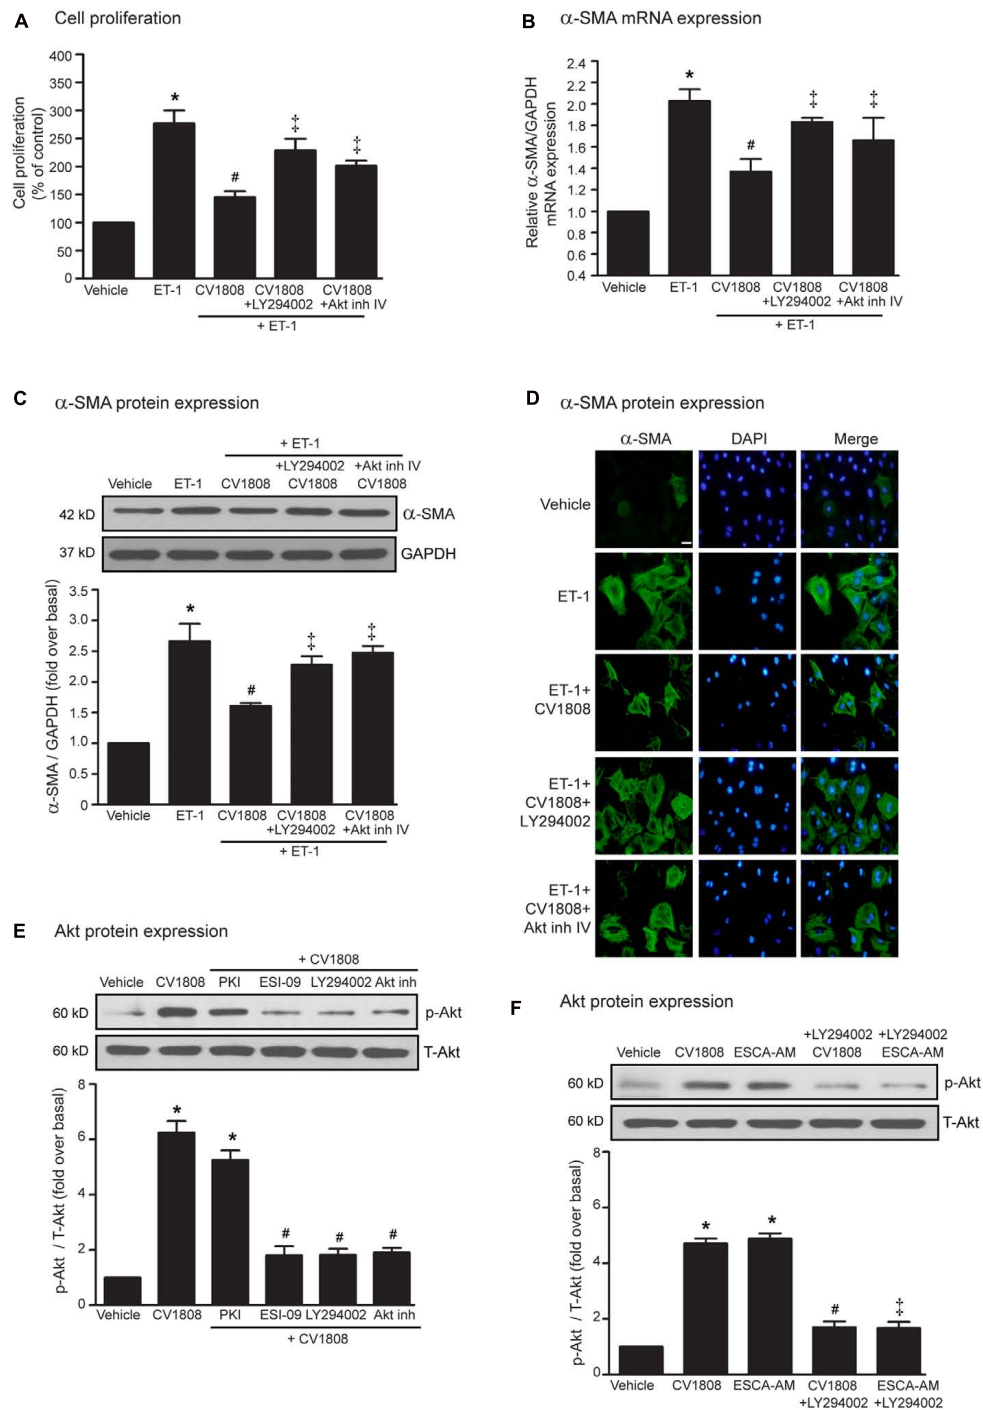 A Cell proliferation
Cell proliferation
(% of control)
400
350
300
250
200
150
100
50
0
*
#
‡
‡
Vehicle ET-1 CV1808 CV1808 CV1808
+LY294002 +Akt inh IV
+ ET-1
B α-SMA mRNA expression
Relative α-SMA/GAPDH
mRNA expression
2.4
2.2
2.0
1.8
1.6
1.4
1.2
1.0
0.8
0.6
0.4
*
#
‡
‡
Vehicle ET-1 CV1808 CV1808 CV1808
+LY294002 +Akt inh IV
+ ET-1
C α-SMA protein expression
+ ET-1
+LY294002 +Akt inh IV
Vehicle ET-1 CV1808 CV1808 CV1808
42 kD α-SMA
37 kD GAPDH
α-SMA / GAPDH (fold over basal)
3.5
3.0
2.5
2.0
1.5
1.0
0.5
0
*
#
‡
‡
Vehicle ET-1 CV1808 CV1808 CV1808
+LY294002 +Akt inh IV
+ ET-1
D α-SMA protein expression
α-SMA DAPI Merge
Vehicle
ET-1
ET-1+
CV1808
ET-1+
CV1808+
LY294002
ET-1+
CV1808+
Akt inh IV
E Akt protein expression
+ CV1808
Vehicle CV1808 PKI ESI-09 LY294002 Akt inh
60 kD p-Akt
60 kD T-Akt
p-Akt / T-Akt (fold over basal)
8
6
4
2
0
*
*
#
#
#
Vehicle CV1808 PKI ESI-09 LY294002 Akt inh
+ CV1808
F Akt protein expression
+LY294002 +LY294002
Vehicle CV1808 ESCA-AM CV1808 ESCA-AM
60 kD p-Akt
60 kD T-Akt
p-Akt / T-Akt (fold over basal)
8
6
4
2
0
*
*
#
‡
Vehicle CV1808 ESCA-AM CV1808 ESCA-AM
+LY294002 +LY294002